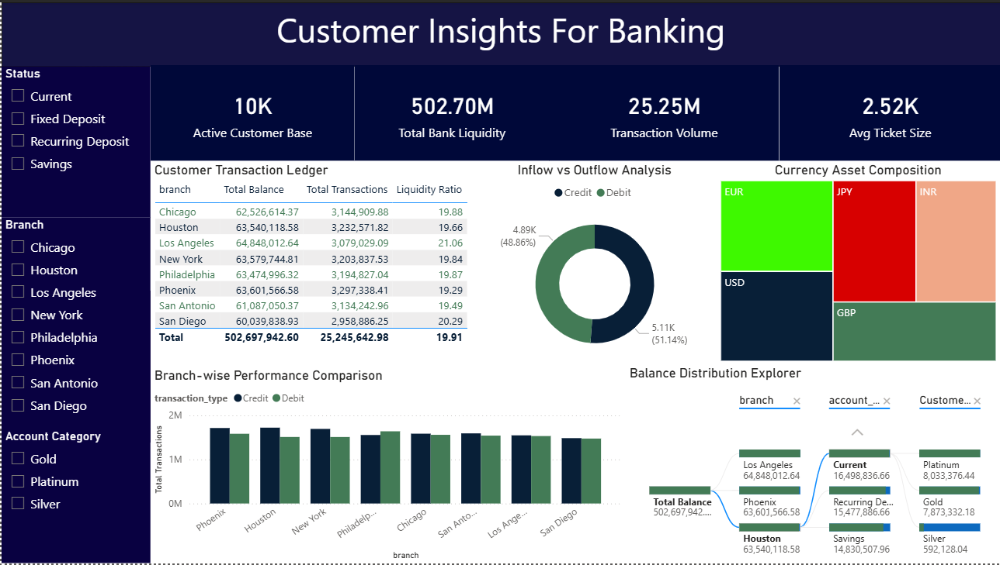 Customer Insights For Banking
Status
Current
Fixed Deposit
Recurring Deposit
Savings
Branch
Chicago
Houston
Los Angeles
New York
Philadelphia
Phoenix
San Antonio
San Diego
Account Category
Gold
Platinum
Silver
10K
Active Customer Base
502.70M
Total Bank Liquidity
25.25M
Transaction Volume
2.52K
Avg Ticket Size
Customer Transaction Ledger
branch Total Balance Total Transactions Liquidity Ratio
Chicago 62,526,614.37 3,144,909.88 19.88
Houston 63,540,118.58 3,232,571.82 19.66
Los Angeles 64,848,012.64 3,079,029.09 21.06
New York 63,579,744.81 3,203,837.53 19.84
Philadelphia 63,474,996.32 3,194,827.04 19.87
Phoenix 63,601,566.58 3,297,338.41 19.29
San Antonio 61,087,050.37 3,134,242.96 19.49
San Diego 60,039,838.93 2,958,886.25 20.29
Total 502,697,942.60 25,245,642.98 19.91
Inflow vs Outflow Analysis
Credit Debit
4.89K
(48.86%)
5.11K
(51.14%)
Currency Asset Composition
EUR
JPY
INR
USD
GBP
Branch-wise Performance Comparison
transaction_type Credit Debit
Total Transactions
2M
1M
0M
Phoenix
Houston
New York
Philadelp...
Chicago
San Anto...
Los Ange...
San Diego
branch
Balance Distribution Explorer
branch account_... Custome...
Total Balance
502,697,942....
Los Angeles
64,848,012.64
Phoenix
63,601,566.58
Houston
63,540,118.58
Current
16,498,836.66
Recurring De...
15,477,886.66
Savings
14,830,507.96
Platinum
8,033,376.44
Gold
7,873,332.18
Silver
592,128.04